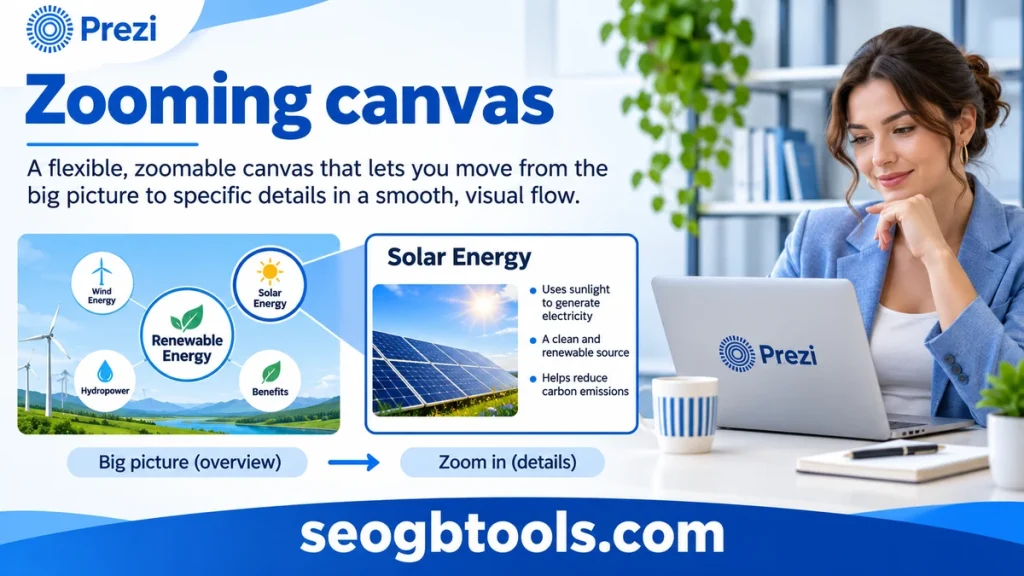 Prezi
Zooming canvas
A flexible, zoomable canvas that lets you move from the
big picture to specific details in a smooth, visual flow.
Wind
Energy
Solar
Energy
Renewable
Energy
Hydropower
Benefits
Solar Energy
Uses sunlight
to generate
electricity
A clean and
renewable source
Helps reduce
carbon emissions
Big picture (overview)
Zoom in (details)
Prezi
seogbtools.com